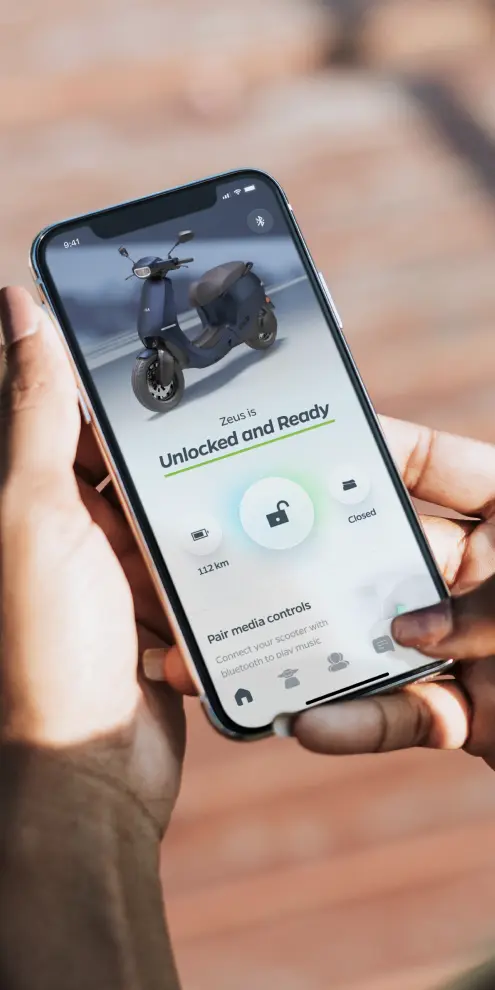 9:41
Zeus is
Unlocked and Ready
112 km
Closed
Pair media controls
Connect your scooter with
bluetooth to play music